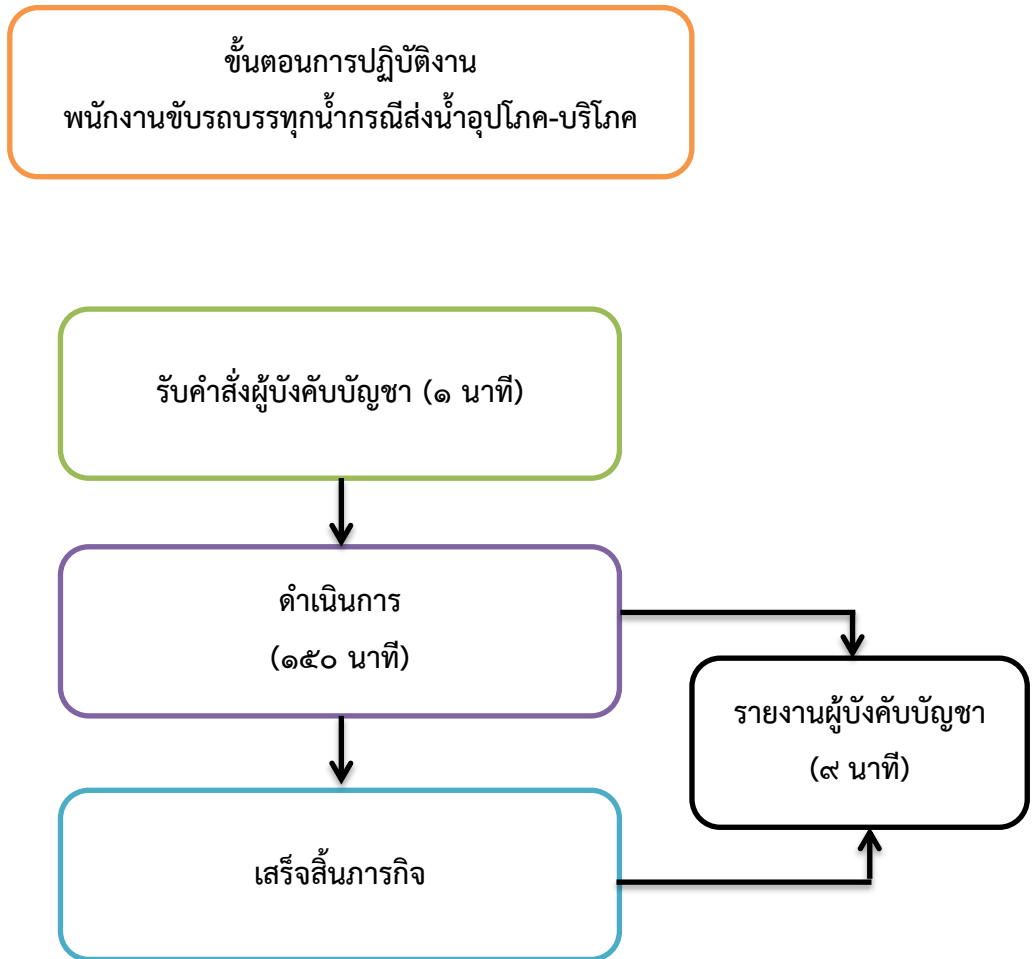 ขั้นตอนการปฏิบัติงาน
พนักงานขับรถบรรทุกน้ำกรณีส่งน้ำอุปโภค-บริโภค
รับคำสั่งผู้บังคับบัญชา (๑ นาที)
ดำเนินการ
(๑๕๐ นาที)
รายงานผู้บังคับบัญชา
(๙ นาที)
เสร็จสิ้นภารกิจ